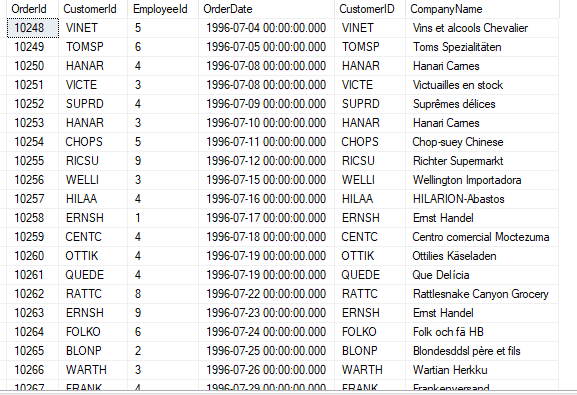 OrderId CustomerId EmployeeId OrderDate CustomerID CompanyName
10248 VINET 5 1996-07-04 00:00:00.000 VINET Vins et alcools Chevalier
10249 TOMSP 6 1996-07-05 00:00:00.000 TOMSP Toms Spezialitäten
10250 HANAR 4 1996-07-08 00:00:00.000 HANAR Hanari Carnes
10251 VICTE 3 1996-07-08 00:00:00.000 VICTE Victuailles en stock
10252 SUPRD 4 1996-07-09 00:00:00.000 SUPRD Suprêmes délices
10253 HANAR 3 1996-07-10 00:00:00.000 HANAR Hanari Carnes
10254 CHOPS 5 1996-07-11 00:00:00.000 CHOPS Chop-suey Chinese
10255 RICSU 9 1996-07-12 00:00:00.000 RICSU Richter Supermarkt
10256 WELLI 3 1996-07-15 00:00:00.000 WELLI Wellington Importadora
10257 HILAA 4 1996-07-16 00:00:00.000 HILAA HILARION-Abastos
10258 ERNSH 1 1996-07-17 00:00:00.000 ERNSH Ernst Handel
10259 CENTC 4 1996-07-18 00:00:00.000 CENTC Centro comercial Moctezuma
10260 OTTIK 4 1996-07-19 00:00:00.000 OTTIK Ottilies Käseladen
10261 QUEDE 4 1996-07-19 00:00:00.000 QUEDE Que Delícia
10262 RATTC 8 1996-07-22 00:00:00.000 RATTC Rattlesnake Canyon Grocery
10263 ERNSH 9 1996-07-23 00:00:00.000 ERNSH Ernst Handel
10264 FOLKO 6 1996-07-24 00:00:00.000 FOLKO Folk och fä HB
10265 BLONP 2 1996-07-25 00:00:00.000 BLONP Blondesddsl père et fils
10266 WARTH 3 1996-07-26 00:00:00.000 WARTH Wartian Herkku
10267 FRANK 4 1996-07-29 00:00:00.000 FRANK Frankenversand